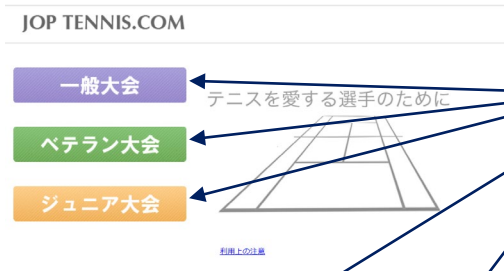 JOP TENNIS.COM
一般大会
テニスを愛する選手のために
ベテラン大会
ジュニア大会
利用上の注意